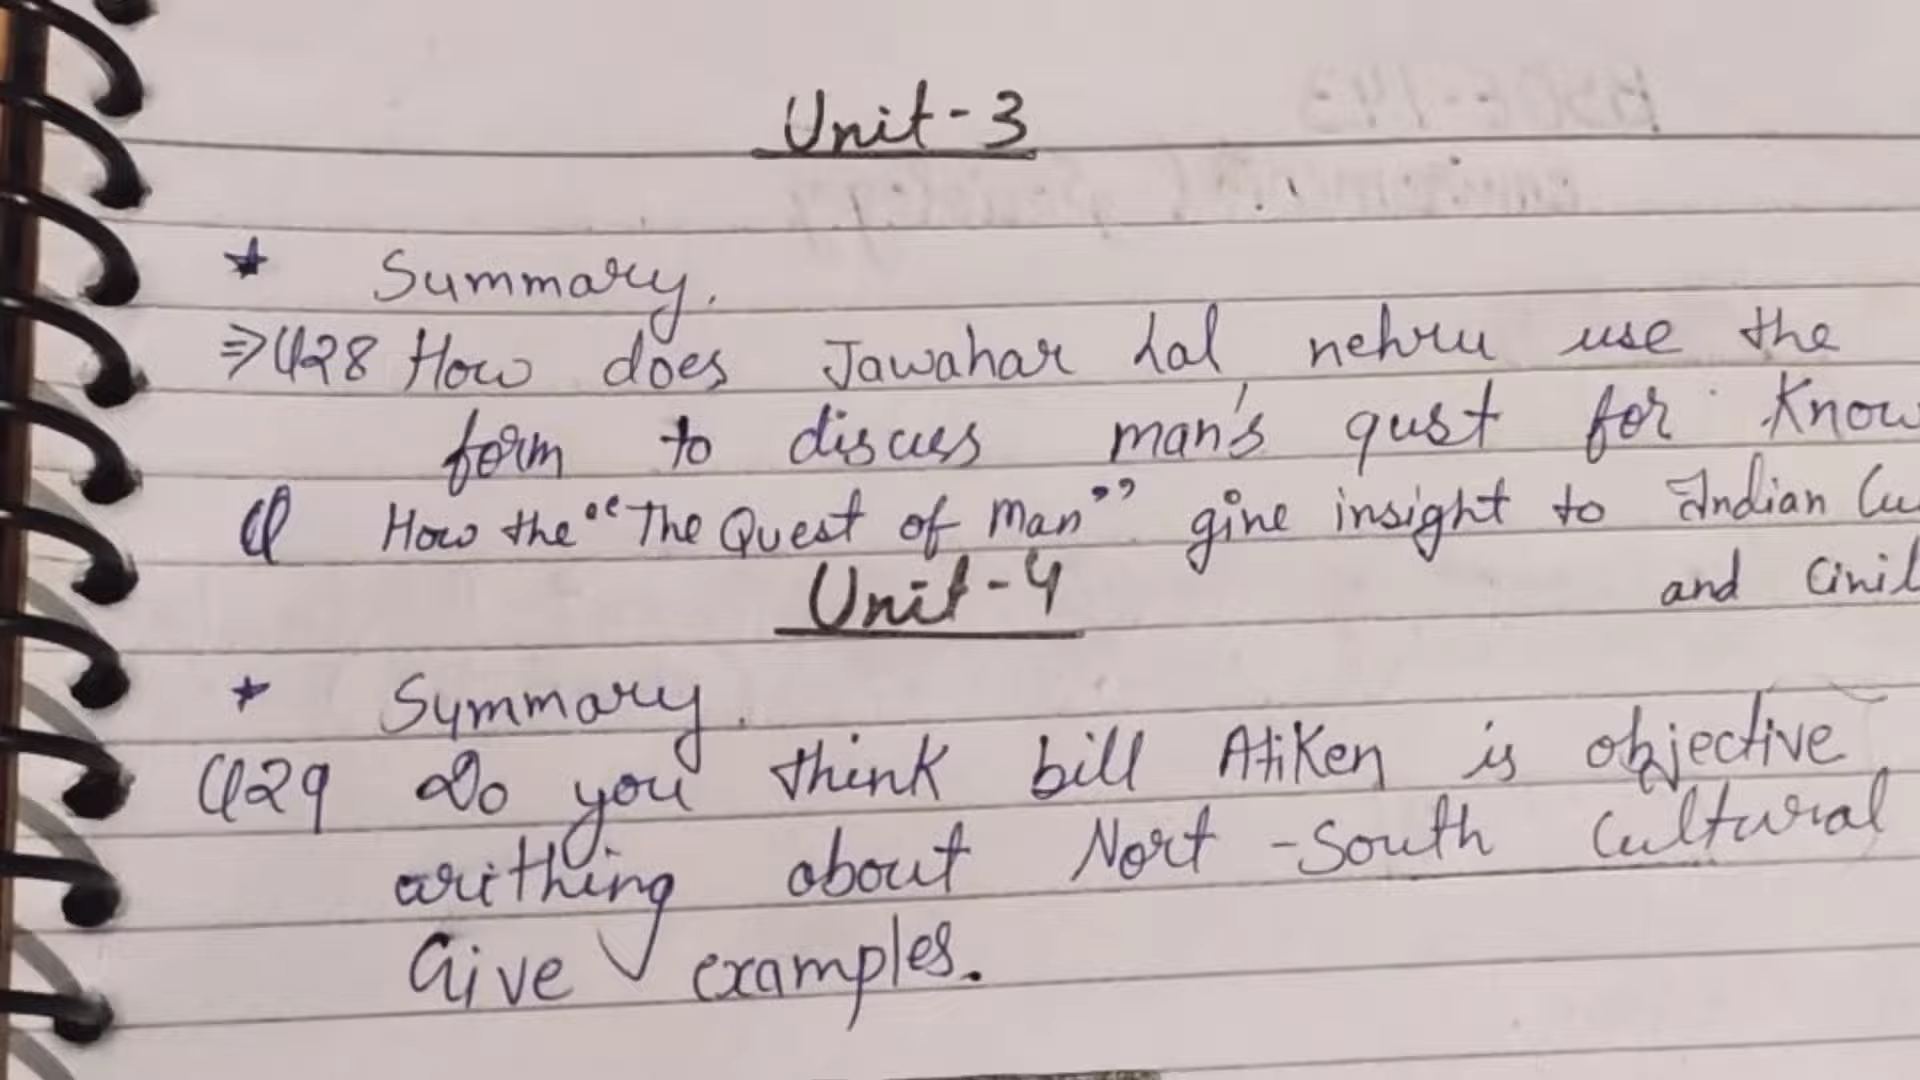 Unit-3
★ Summary.
⇒ Q28 How does Jawahar Lal nehru use the
form to discuss man's qust for Know
Q How the "The Quest of Man" give insight to Indian Cu
and Civil
Unit-4
★ Summary.
Q29 Do you think bill Atiken is objective
writhing about Nort -South Cultural
Give examples.